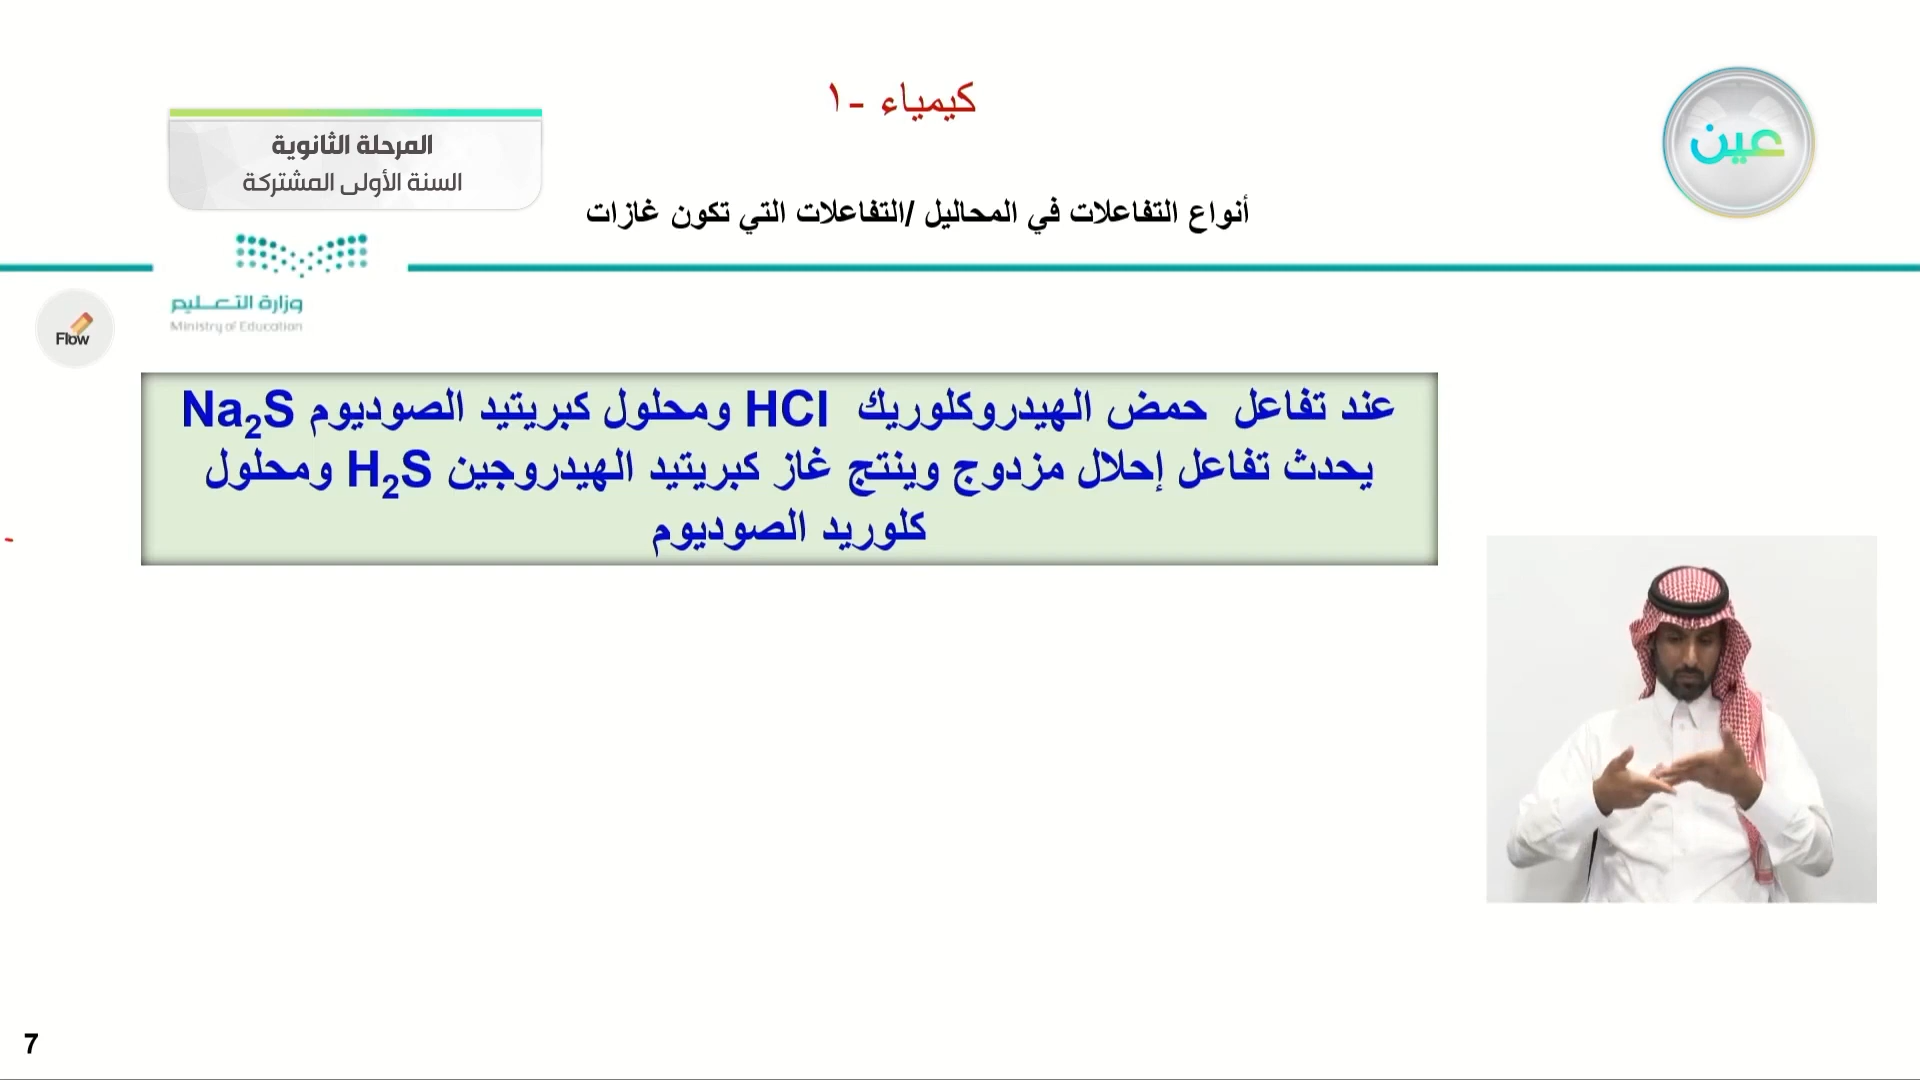 كيمياء -١
عين
المرحلة الثانوية
السنة الأولى المشتركة
أنواع التفاعلات في المحاليل /التفاعلات التي تكون غازات
وزارة التعليم
Ministry of Education
Flow
عند تفاعل حمض الهيدروكلوريك HCl ومحلول كبريتيد الصوديوم Na₂S
يحدث تفاعل إحلال مزدوج وينتج غاز كبريتيد الهيدروجين H₂S ومحلول
كلوريد الصوديوم
7